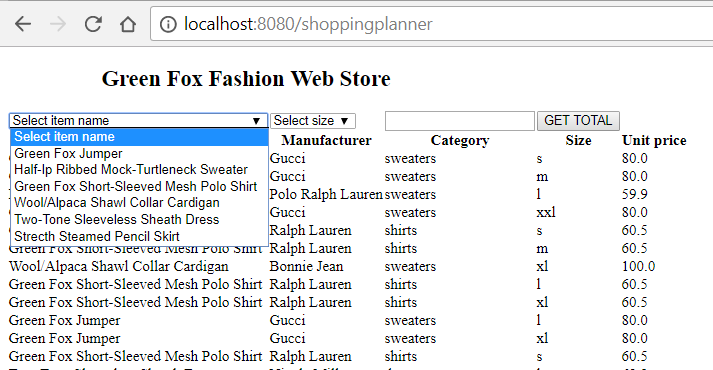 localhost:8080/shoppingplanner
Green Fox Fashion Web Store
Select item name Select size GET TOTAL
Select item name Manufacturer Category Size Unit price
Green Fox Jumper Gucci sweaters s 80.0
Half-Ip Ribbed Mock-Turtleneck Sweater Gucci sweaters m 80.0
Green Fox Short-Sleeved Mesh Polo Shirt Polo Ralph Lauren sweaters l 59.9
Wool/Alpaca Shawl Collar Cardigan Gucci sweaters xxl 80.0
Two-Tone Sleeveless Sheath Dress Ralph Lauren shirts s 60.5
Strecth Steamed Pencil Skirt
Green Fox Short-Sleeved Mesh Polo Shirt Ralph Lauren shirts m 60.5
Wool/Alpaca Shawl Collar Cardigan Bonnie Jean sweaters xl 100.0
Green Fox Short-Sleeved Mesh Polo Shirt Ralph Lauren shirts xl 60.5
Green Fox Short-Sleeved Mesh Polo Shirt Ralph Lauren shirts xl 60.5
Green Fox Jumper Gucci sweaters l 80.0
Green Fox Jumper Gucci sweaters xl 80.0
Green Fox Short-Sleeved Mesh Polo Shirt Ralph Lauren shirts s 60.5